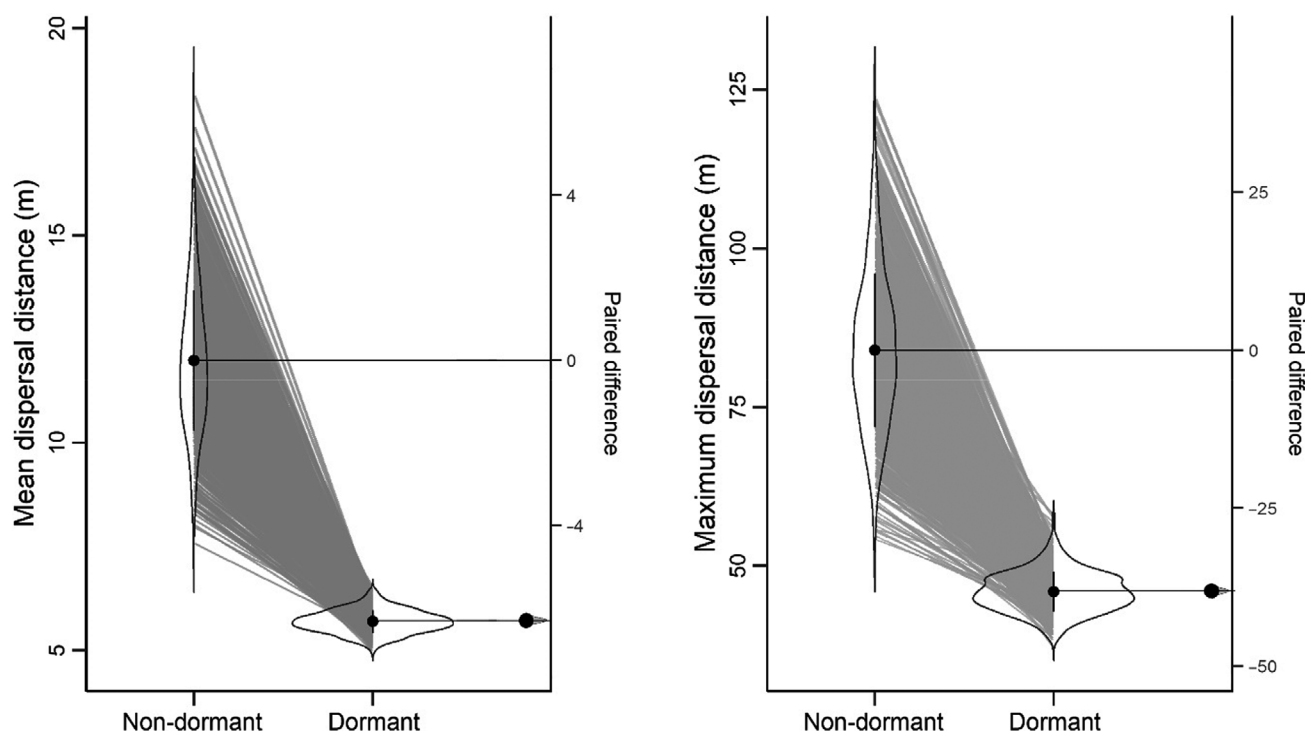 Mean dispersal distance (m)
20
15
10
5
4
0
−4
Paired difference
Non-dormant
Dormant
Maximum dispersal distance (m)
125
100
75
50
25
0
−25
−50
Paired difference
Non-dormant
Dormant